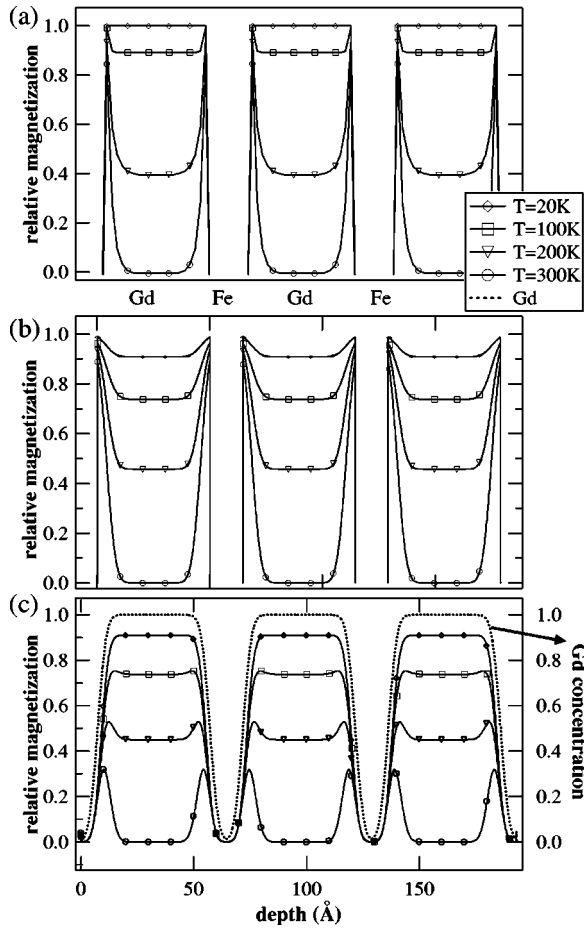 (a)
1.0
0.8
0.6
0.4
0.2
0.0
relative magnetization
T=20K
T=100K
T=200K
T=300K
Gd
Gd Fe Gd Fe
(b)
1.0
0.8
0.6
0.4
0.2
0.0
relative magnetization
(c)
1.0
0.8
0.6
0.4
0.2
0.0
relative magnetization
1.0
0.8
0.6
0.4
0.2
0.0
Gd concentration
0 50 100 150
depth (Å)